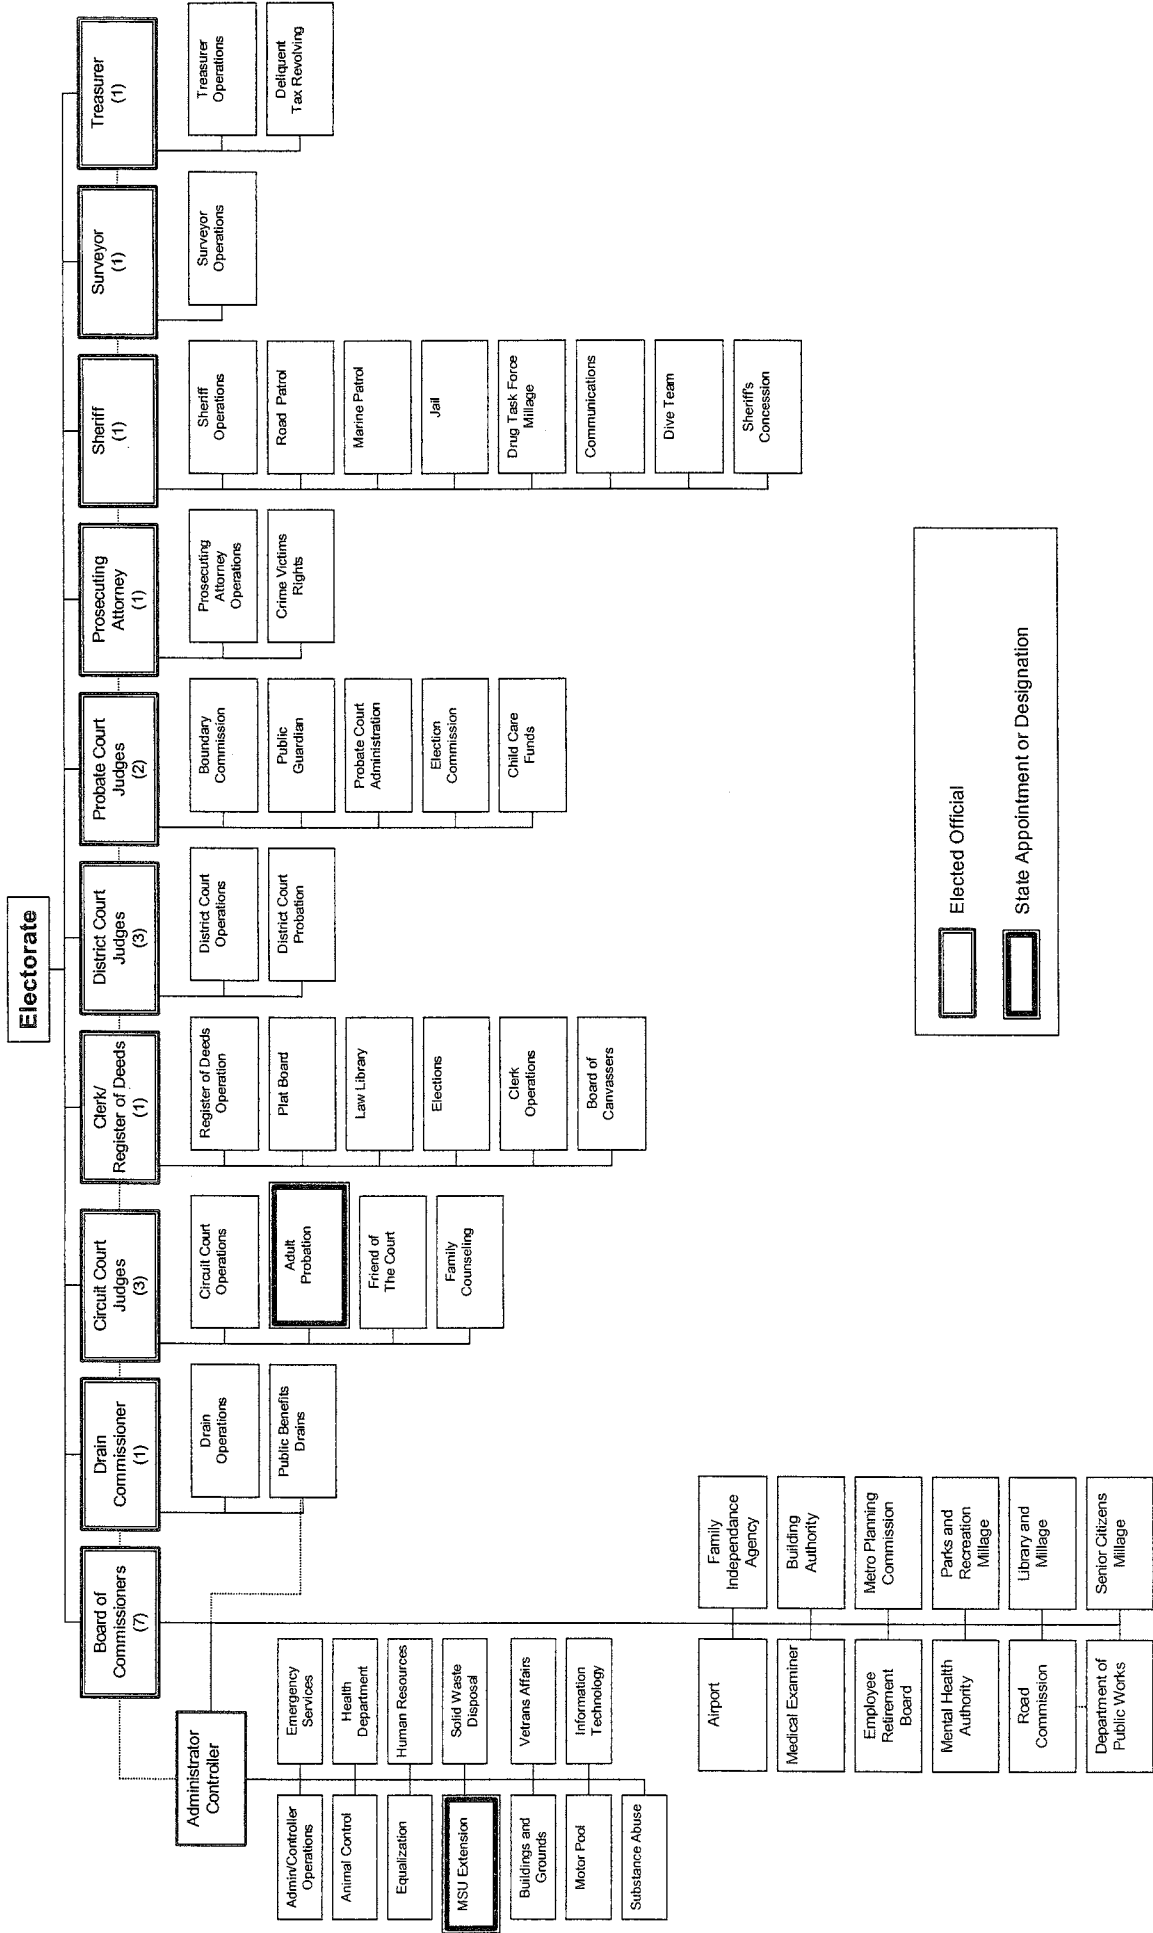 Electorate
Board of
Commissioners
(7)
Drain
Commissioner
(1)
Circuit Court
Judges
(3)
Clerk/
Register of Deeds
(1)
District Court
Judges
(3)
Probate Court
Judges
(2)
Prosecuting
Attorney
(1)
Sheriff
(1)
Surveyor
(1)
Treasurer
(1)
Administrator
Controller
Admin/Controller
Operations
Emergency
Services
Animal Control
Health
Department
Equalization
Human Resources
MSU Extension
Solid Waste
Disposal
Buildings and
Grounds
Vetrans Affairs
Motor Pool
Information
Technology
Substance Abuse
Airport
Family
Independance
Agency
Medical Examiner
Building
Authority
Employee
Retirement
Board
Metro Planning
Commission
Mental Health
Authority
Parks and
Recreation
Millage
Road
Commission
Library and
Millage
Department of
Public Works
Senior Citizens
Millage
Drain
Operations
Public Benefits
Drains
Circuit Court
Operations
Adult
Probation
Friend of
The Court
Family
Counseling
Register of Deeds
Operation
Plat Board
Law Library
Elections
Clerk
Operations
Board of
Canvassers
District Court
Operations
District Court
Probation
Boundary
Commission
Public
Guardian
Probate Court
Administration
Election
Commission
Child Care
Funds
Prosecuting
Attorney
Operations
Crime Victims
Rights
Sheriff
Operations
Road Patrol
Marine Patrol
Jail
Drug Task Force
Millage
Communications
Dive Team
Sheriff's
Concession
Surveyor
Operations
Treasurer
Operations
Deliquent
Tax Revolving
Elected Official
State Appointment or Designation